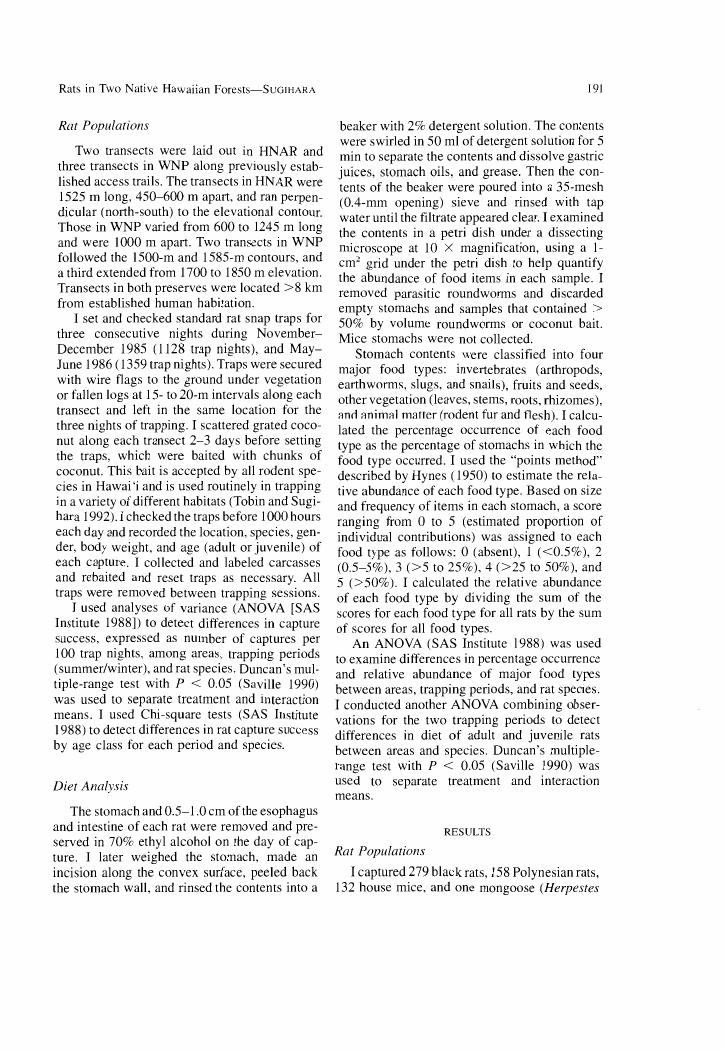 Rats in Two Native Hawaiian Forests—SUGIHARA 191
Rat Populations
Two transects were laid out in HNAR and
three transects in WNP along previously estab-
lished access trails. The transects in HNAR were
1525 m long, 450–600 m apart, and ran perpen-
dicular (north-south) to the elevational contour.
Those in WNP varied from 600 to 1245 m long
and were 1000 m apart. Two transects in WNP
followed the 1500-m and 1585-m contours, and
a third extended from 1700 to 1850 m elevation.
Transects in both preserves were located >8 km
from established human habitation.
I set and checked standard rat snap traps for
three consecutive nights during November–
December 1985 (1128 trap nights), and May–
June 1986 (1359 trap nights). Traps were secured
with wire flags to the ground under vegetation
or fallen logs at 15- to 20-m intervals along each
transect and left in the same location for the
three nights of trapping. I scattered grated coco-
nut along each transect 2–3 days before setting
the traps, which were baited with chunks of
coconut. This bait is accepted by all rodent spe-
cies in Hawai'i and is used routinely in trapping
in a variety of different habitats (Tobin and Sugi-
hara 1992). I checked the traps before 1000 hours
each day and recorded the location, species, gen-
der, body weight, and age (adult or juvenile) of
each capture. I collected and labeled carcasses
and rebaited and reset traps as necessary. All
traps were removed between trapping sessions.
I used analyses of variance (ANOVA [SAS
Institute 1988]) to detect differences in capture
success, expressed as number of captures per
100 trap nights, among areas, trapping periods
(summer/winter), and rat species. Duncan's mul-
tiple-range test with P < 0.05 (Saville 1990)
was used to separate treatment and interaction
means. I used Chi-square tests (SAS Institute
1988) to detect differences in rat capture success
by age class for each period and species.
Diet Analysis
The stomach and 0.5–1.0 cm of the esophagus
and intestine of each rat were removed and pre-
served in 70% ethyl alcohol on the day of cap-
ture. I later weighed the stomach, made an
incision along the convex surface, peeled back
the stomach wall, and rinsed the contents into a
beaker with 2% detergent solution. The contents
were swirled in 50 ml of detergent solution for 5
min to separate the contents and dissolve gastric
juices, stomach oils, and grease. Then the con-
tents of the beaker were poured into a 35-mesh
(0.4-mm opening) sieve and rinsed with tap
water until the filtrate appeared clear. I examined
the contents in a petri dish under a dissecting
microscope at 10 × magnification, using a 1-
cm² grid under the petri dish to help quantify
the abundance of food items in each sample. I
removed parasitic roundworms and discarded
empty stomachs and samples that contained >
50% by volume roundworms or coconut bait.
Mice stomachs were not collected.
Stomach contents were classified into four
major food types: invertebrates (arthropods,
earthworms, slugs, and snails), fruits and seeds,
other vegetation (leaves, stems, roots, rhizomes),
and animal matter (rodent fur and flesh). I calcu-
lated the percentage occurrence of each food
type as the percentage of stomachs in which the
food type occurred. I used the "points method"
described by Hynes (1950) to estimate the rela-
tive abundance of each food type. Based on size
and frequency of items in each stomach, a score
ranging from 0 to 5 (estimated proportion of
individual contributions) was assigned to each
food type as follows: 0 (absent), 1 (<0.5%), 2
(0.5–5%), 3 (>5 to 25%), 4 (>25 to 50%), and
5 (>50%). I calculated the relative abundance
of each food type by dividing the sum of the
scores for each food type for all rats by the sum
of scores for all food types.
An ANOVA (SAS Institute 1988) was used
to examine differences in percentage occurrence
and relative abundance of major food types
between areas, trapping periods, and rat species.
I conducted another ANOVA combining obser-
vations for the two trapping periods to detect
differences in diet of adult and juvenile rats
between areas and species. Duncan's multiple-
range test with P < 0.05 (Saville 1990) was
used to separate treatment and interaction
means.
RESULTS
Rat Populations
I captured 279 black rats, 158 Polynesian rats,
132 house mice, and one mongoose (Herpestes